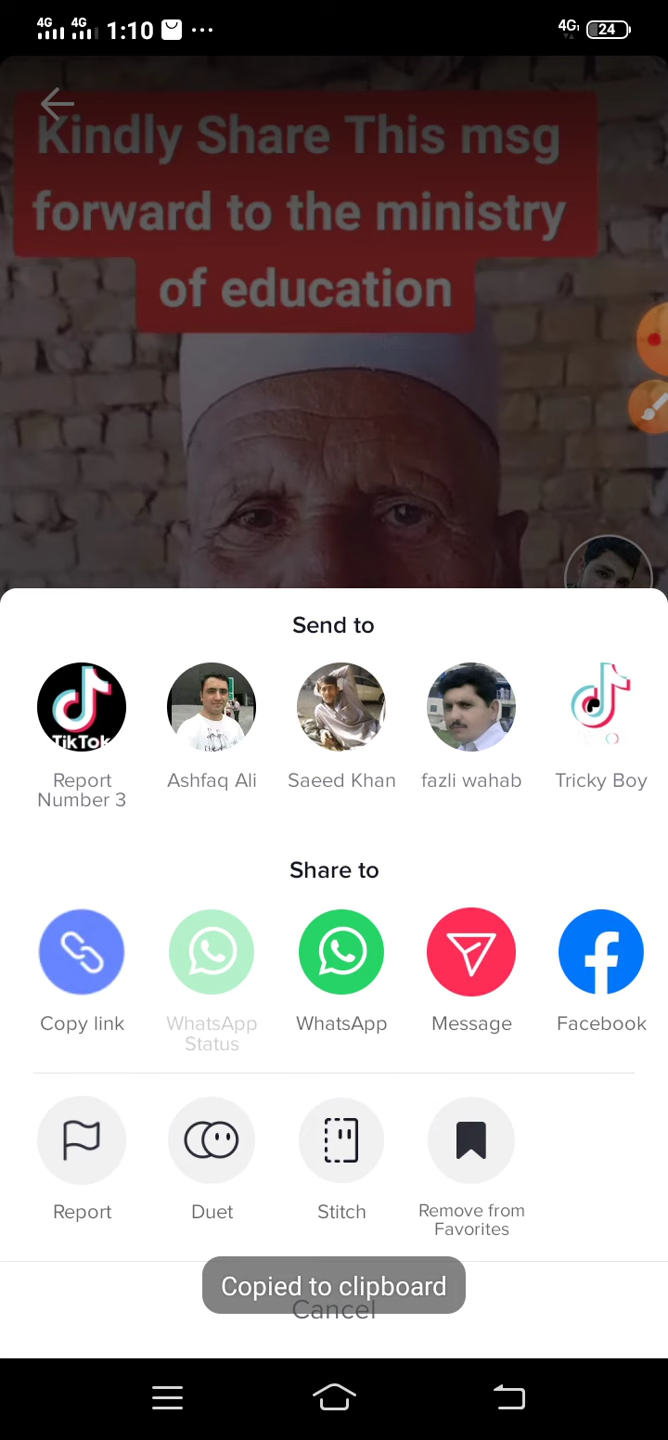 4G 4G 1:10 ... 4G 24
Kindly Share This msg
forward to the ministry
of education
Send to
TikTok
Report
Number 3
Ashfaq Ali
Saeed Khan
fazli wahab
Tricky Boy
Share to
Copy link
WhatsApp
Status
WhatsApp
Message
Facebook
Report
Duet
Stitch
Remove from
Favorites
Copied to clipboard
Cancel